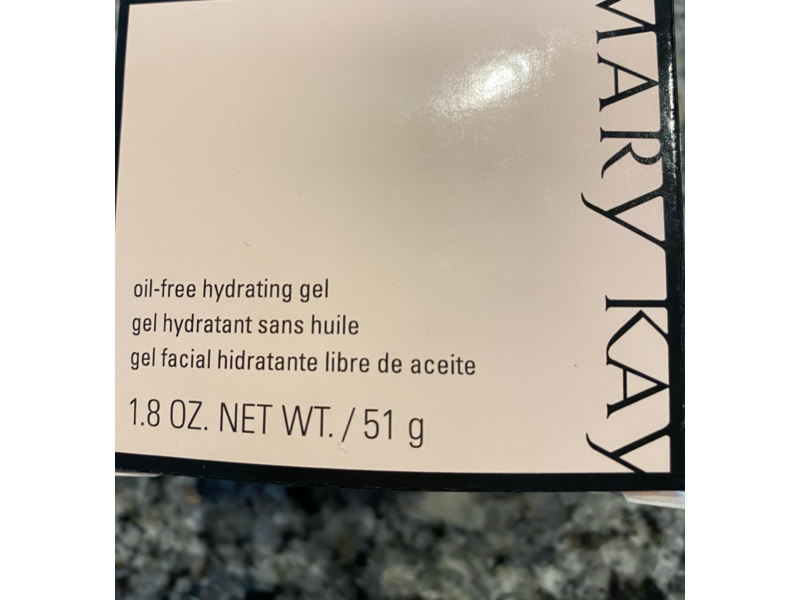 MARY KAY
oil-free hydrating gel
gel hydratant sans huile
gel facial hidratante libre de aceite
1.8 OZ. NET WT. / 51 g